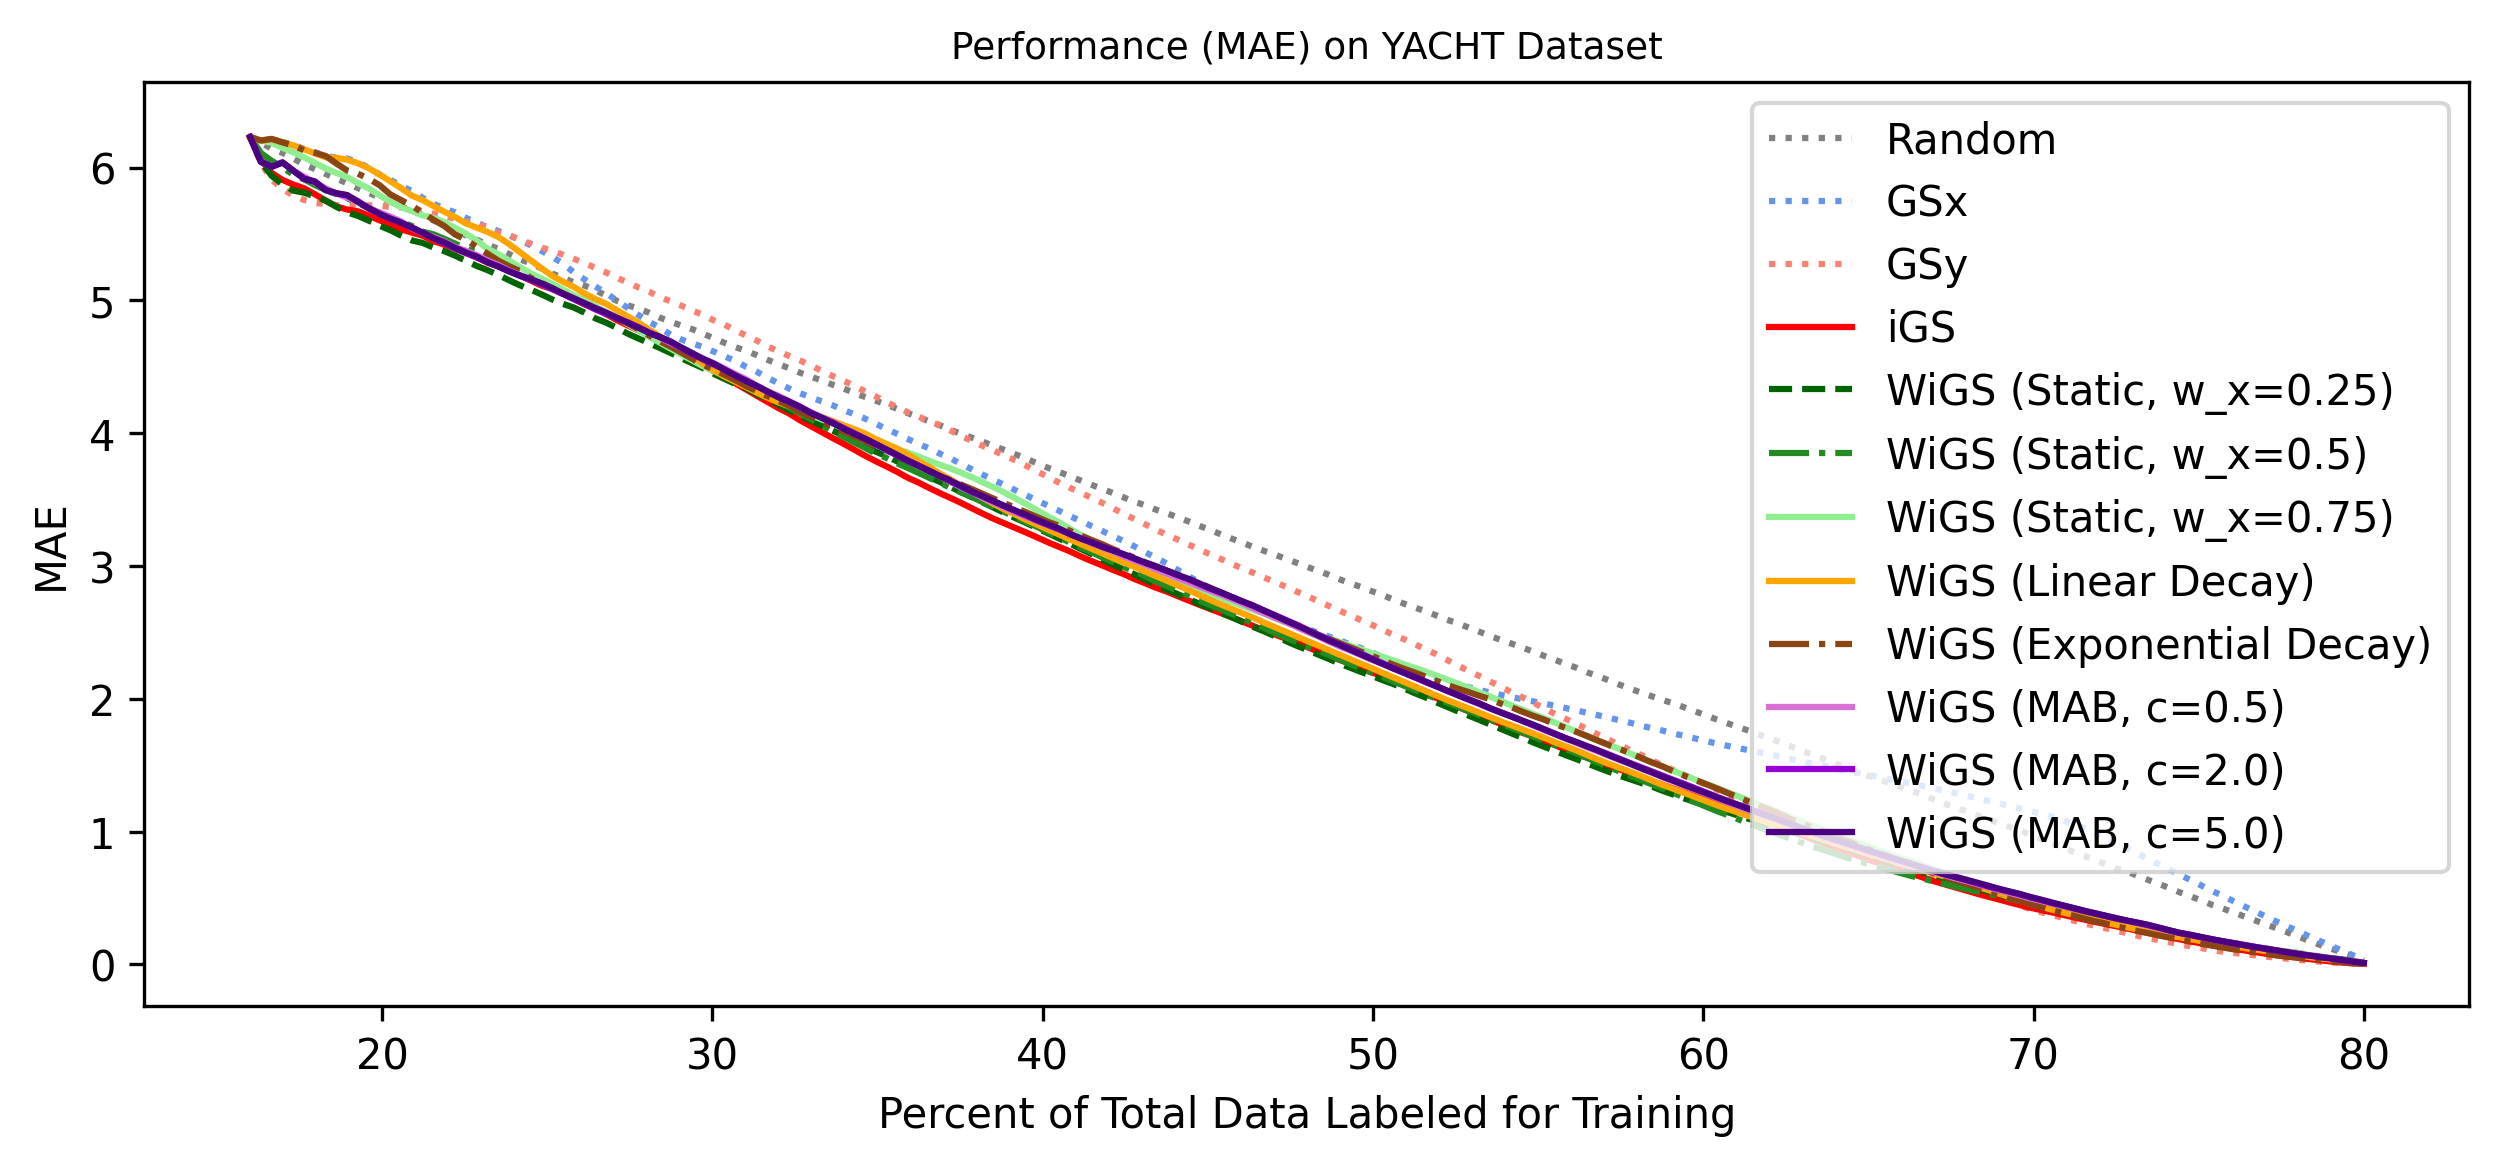 Performance (MAE) on YACHT Dataset
Random
GSx
GSy
iGS
WiGS (Static, w_x=0.25)
WiGS (Static, w_x=0.5)
WiGS (Static, w_x=0.75)
WiGS (Linear Decay)
WiGS (Exponential Decay)
WiGS (MAB, c=0.5)
WiGS (MAB, c=2.0)
WiGS (MAB, c=5.0)
MAE
6
5
4
3
2
1
0
20 30 40 50 60 70 80
Percent of Total Data Labeled for Training